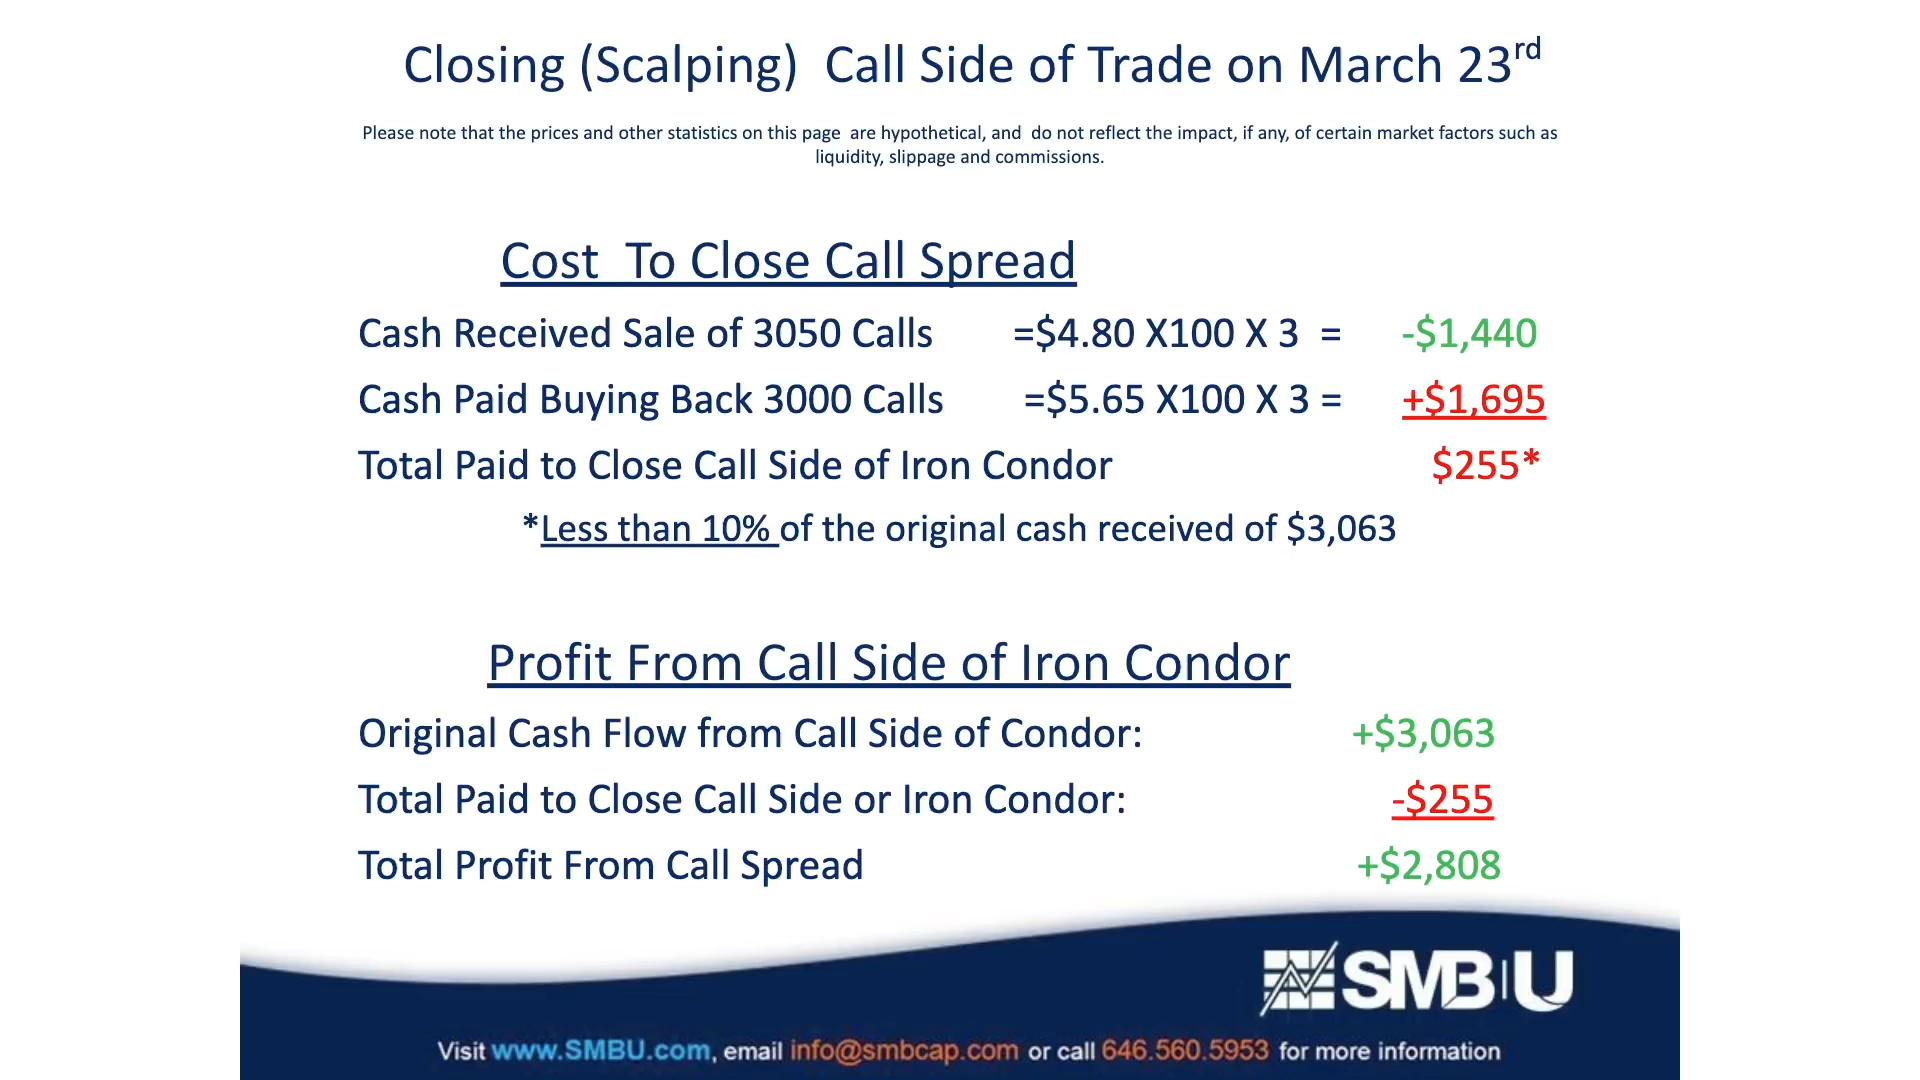 Closing (Scalping)  Call Side of Trade on March 23rd
Please note that the prices and other statistics on this page  are hypothetical, and  do not reflect the impact, if any, of certain market factors such as
liquidity, slippage and commissions.
Cost  To Close Call Spread
Cash Received Sale of 3050 Calls =$4.80 X100 X 3  = -$1,440
Cash Paid Buying Back 3000 Calls =$5.65 X100 X 3 = +$1,695
Total Paid to Close Call Side of Iron Condor $255*
*Less than 10% of the original cash received of $3,063
Profit From Call Side of Iron Condor
Original Cash Flow from Call Side of Condor: +$3,063
Total Paid to Close Call Side or Iron Condor: -$255
Total Profit From Call Spread +$2,808
SMB|U
Visit www.SMBU.com, email info@smbcap.com or call 646.560.5953 for more information